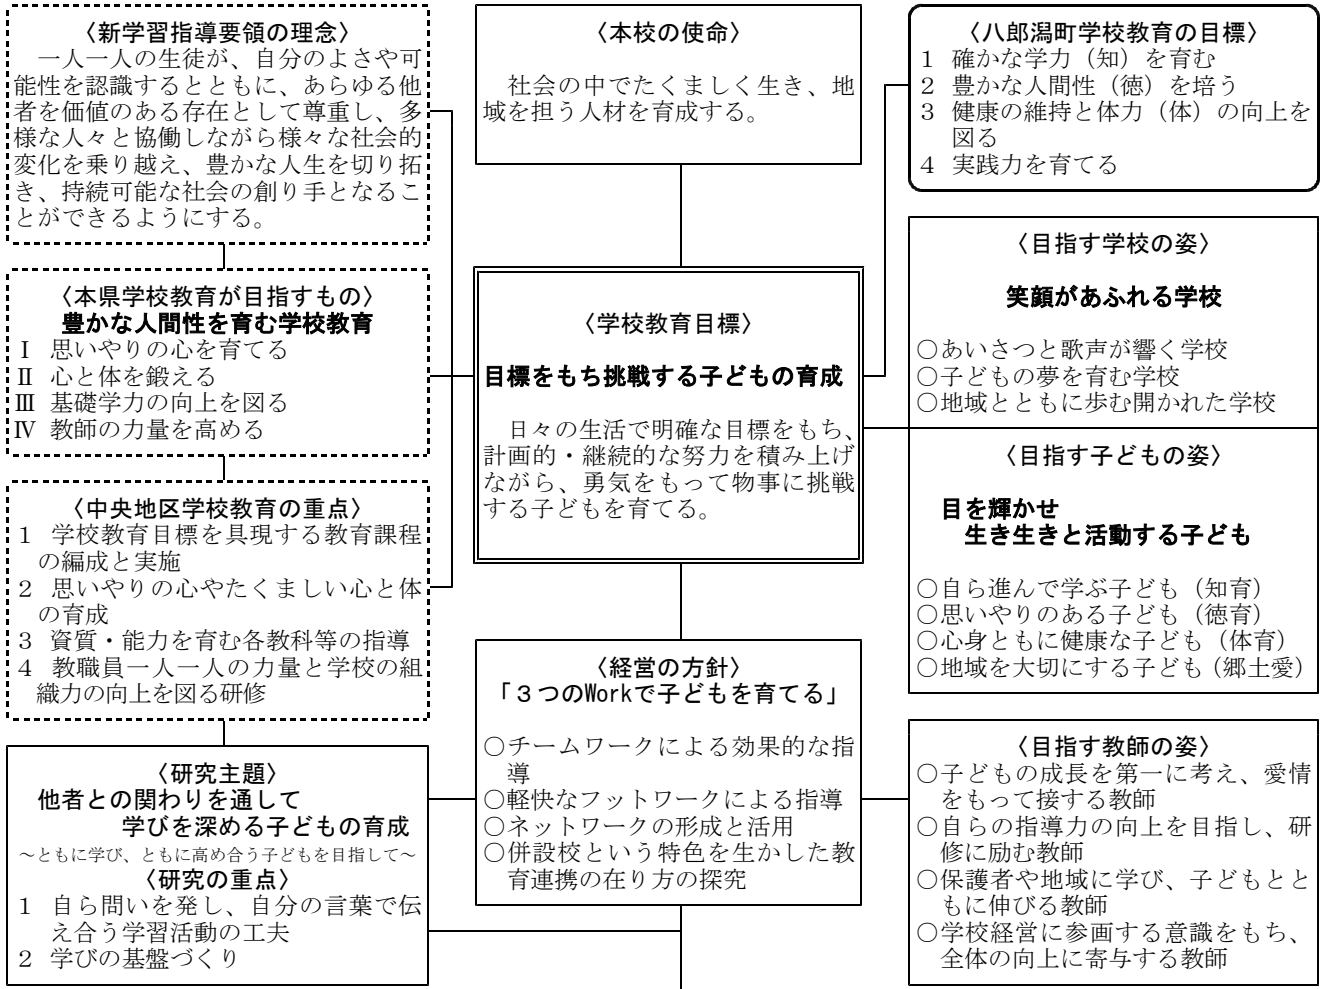 〈新学習指導要領の理念〉
一人一人の生徒が、自分のよさや可
能性を認識するとともに、あらゆる他
者を価値のある存在として尊重し、多
様な人々と協働しながら様々な社会的
変化を乗り越え、豊かな人生を切り拓
き、持続可能な社会の創り手となるこ
とができるようにする。
〈本県学校教育が目指すもの〉
豊かな人間性を育む学校教育
Ⅰ 思いやりの心を育てる
Ⅱ 心と体を鍛える
Ⅲ 基礎学力の向上を図る
Ⅳ 教師の力量を高める
〈中央地区学校教育の重点〉
1 学校教育目標を具現する教育課程
の編成と実施
2 思いやりの心やたくましい心と体
の育成
3 資質・能力を育む各教科等の指導
4 教職員一人一人の力量と学校の組
織力の向上を図る研修
〈研究主題〉
他者との関わりを通して
学びを深める子どもの育成
～ともに学び、ともに高め合う子どもを目指して～
〈研究の重点〉
1 自ら問いを発し、自分の言葉で伝
え合う学習活動の工夫
2 学びの基盤づくり
〈本校の使命〉
社会の中でたくましく生き、地
域を担う人材を育成する。
〈学校教育目標〉
目標をもち挑戦する子どもの育成
日々の生活で明確な目標をもち、
計画的・継続的な努力を積み上げ
ながら、勇気をもって物事に挑戦
する子どもを育てる。
〈経営の方針〉
「３つのWorkで子どもを育てる」
○チームワークによる効果的な指
導
○軽快なフットワークによる指導
○ネットワークの形成と活用
○併設校という特色を生かした教
育連携の在り方の探究
〈八郎潟町学校教育の目標〉
1 確かな学力（知）を育む
2 豊かな人間性（徳）を培う
3 健康の維持と体力（体）の向上を
図る
4 実践力を育てる
〈目指す学校の姿〉
笑顔があふれる学校
○あいさつと歌声が響く学校
○子どもの夢を育む学校
○地域とともに歩む開かれた学校
〈目指す子どもの姿〉
目を輝かせ
生き生きと活動する子ども
○自ら進んで学ぶ子ども（知育）
○思いやりのある子ども（徳育）
○心身ともに健康な子ども（体育）
○地域を大切にする子ども（郷土愛）
〈目指す教師の姿〉
○子どもの成長を第一に考え、愛情
をもって接する教師
○自らの指導力の向上を目指し、研
修に励む教師
○保護者や地域に学び、子どもとと
もに伸びる教師
○学校経営に参画する意識をもち、
全体の向上に寄与する教師